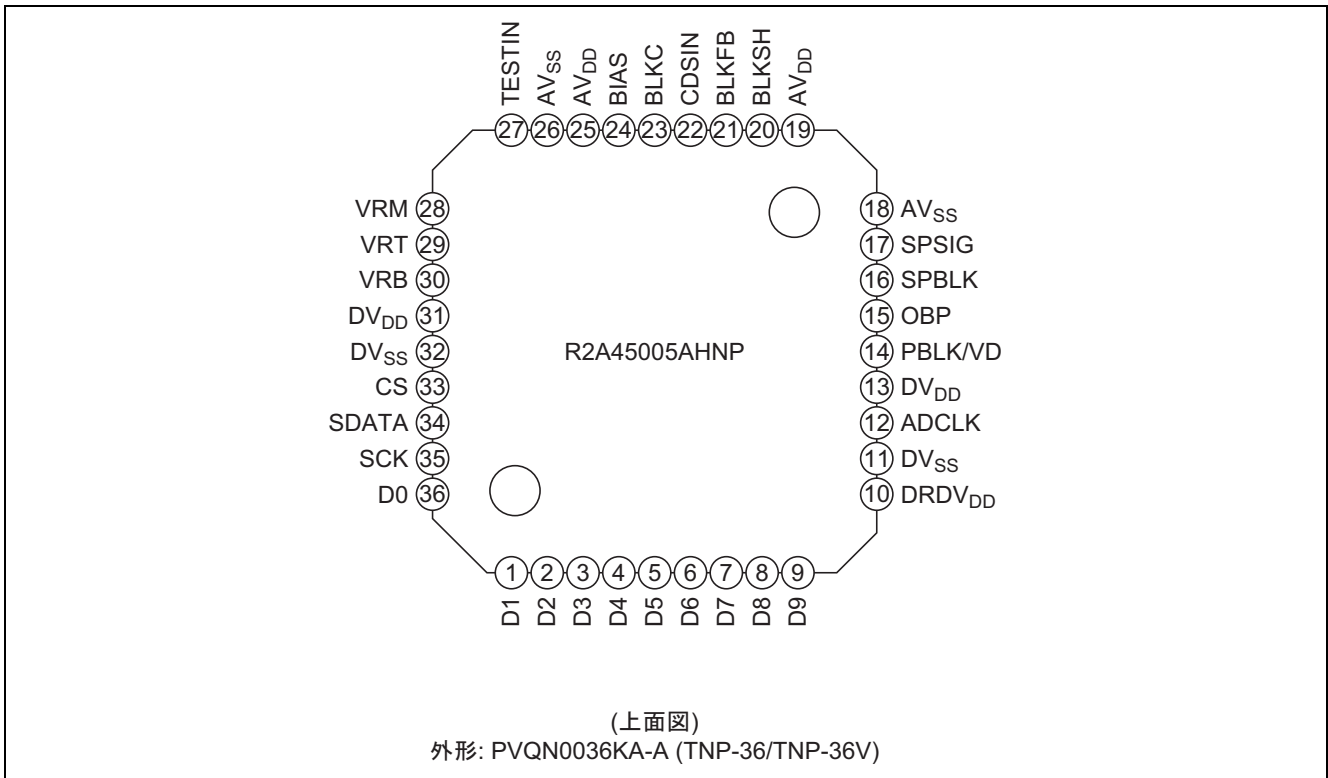 TESTIN
AVSS
AVDD
BIAS
BLKC
CDSIN
BLKFB
BLKSH
AVDD
27 26 25 24 23 22 21 20 19
VRM 28
VRT 29
VRB 30
DVDD 31
DVSS 32
CS 33
SDATA 34
SCK 35
D0 36
R2A45005AHNP
18 AVSS
17 SPSIG
16 SPBLK
15 OBP
14 PBLK/VD
13 DVDD
12 ADCLK
11 DVSS
10 DRDVDD
1 2 3 4 5 6 7 8 9
D1
D2
D3
D4
D5
D6
D7
D8
D9
(上面図)
外形: PVQN0036KA-A (TNP-36/TNP-36V)